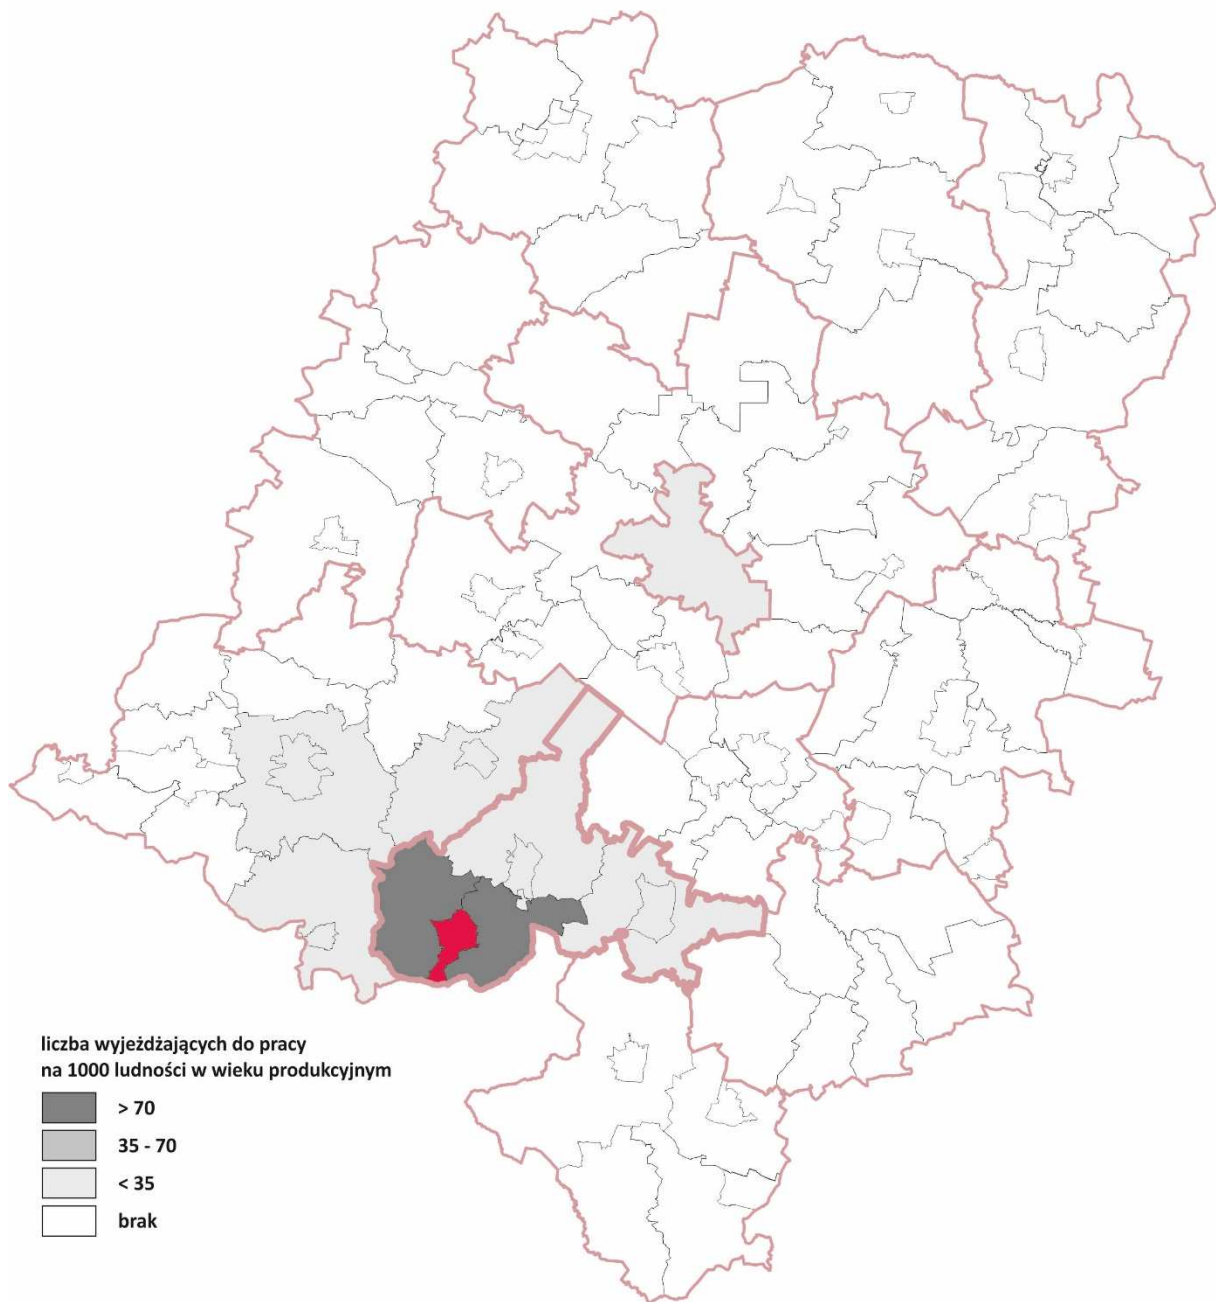 liczba wyjeżdżających do pracy
na 1000 ludności w wieku produkcyjnym
> 70
35 - 70
< 35
brak